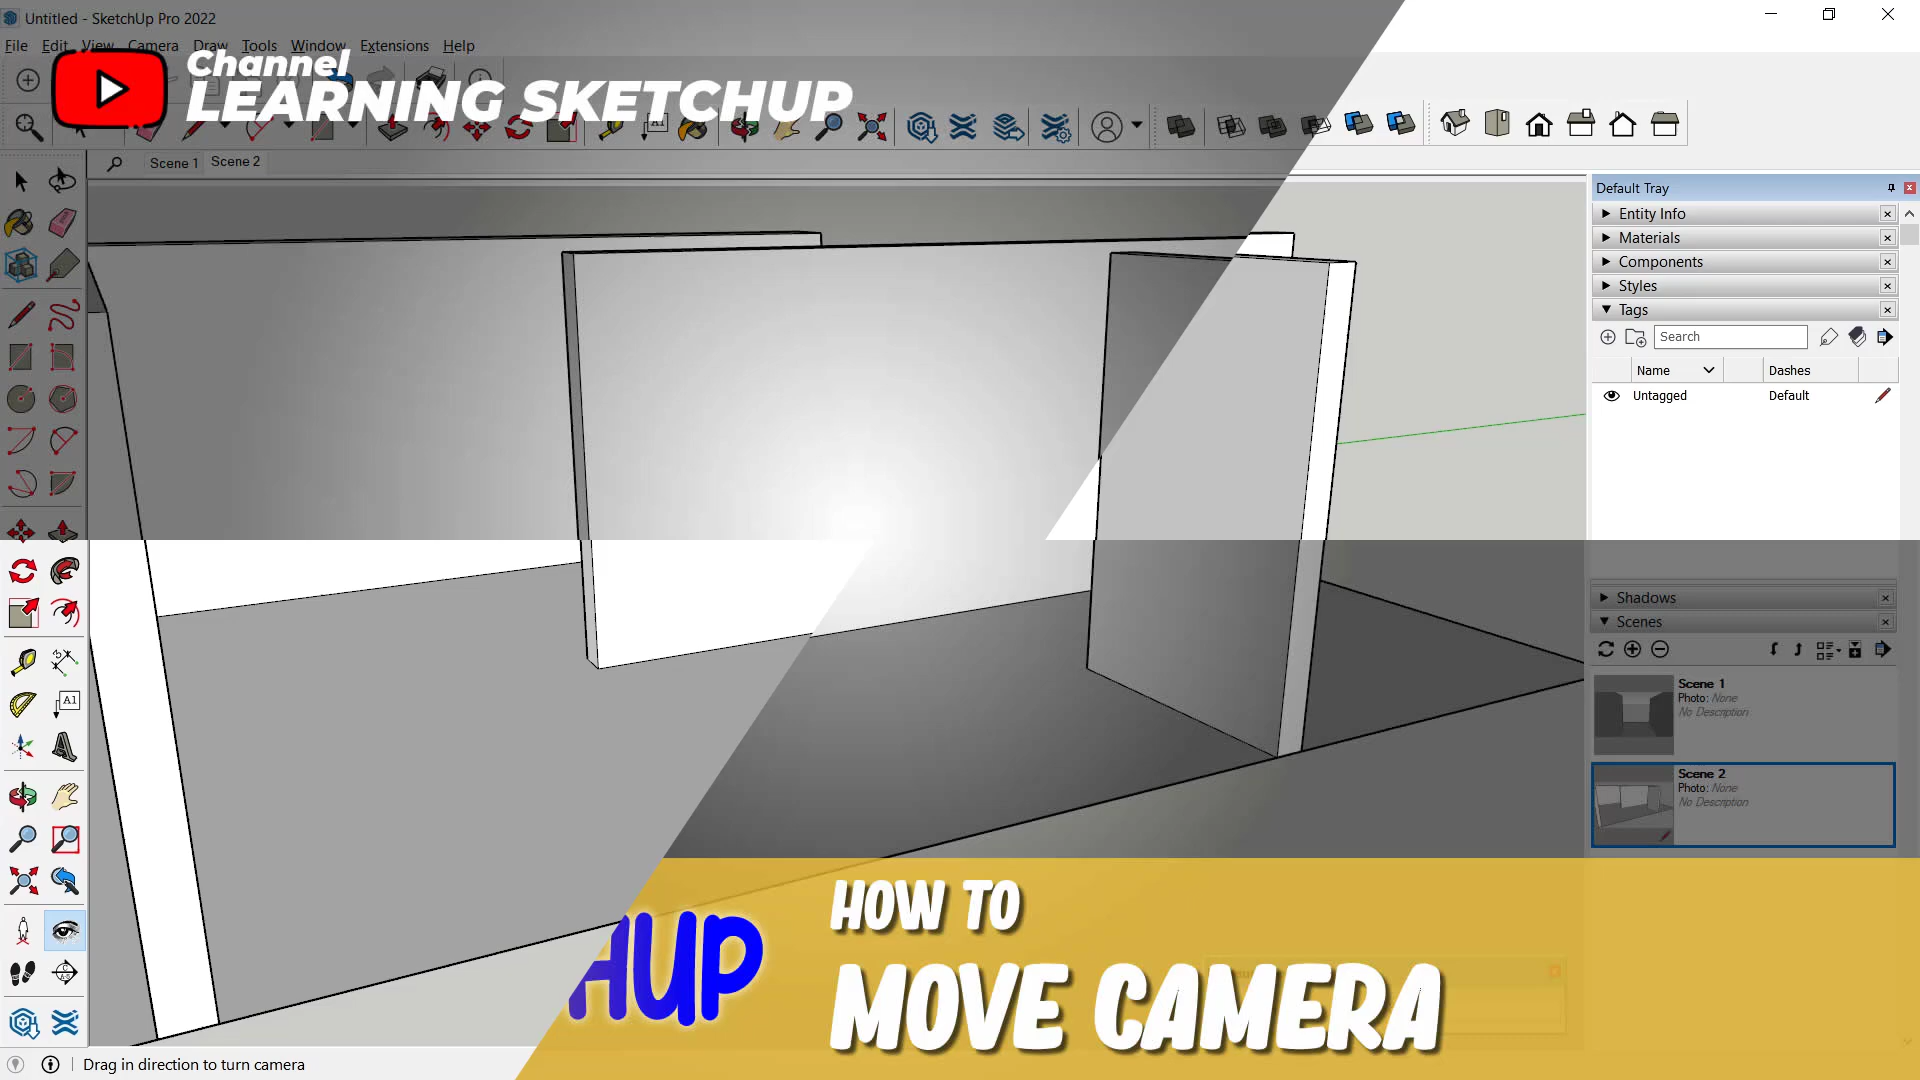 Untitled - SketchUp Pro 2022
File Edit View Camera Draw Tools Window Extensions Help
Channel
LEARNING SKETCHUP
A1
Scene 1 Scene 2
Default Tray
Entity Info
Materials
Components
Styles
Tags
Search
Name Dashes
Untagged Default
Shadows
Scenes
Scene 1
Photo: None
No Description
Scene 2
Photo: None
No Description
A1
HUP
HOW TO
MOVE CAMERA
Drag in direction to turn camera